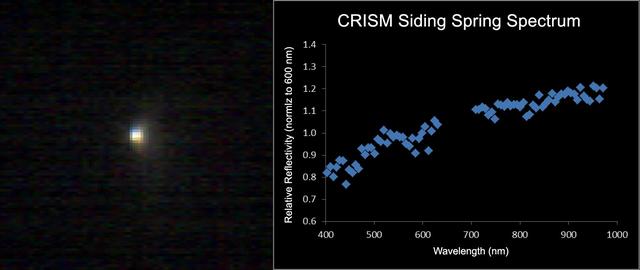 CRISM Siding Spring Spectrum
Relative Reflectivity (normlz to 600 nm)
1.4
1.3
1.2
1.1
1.0
0.9
0.8
0.7
0.6
400 500 600 700 800 900 1000
Wavelength (nm)